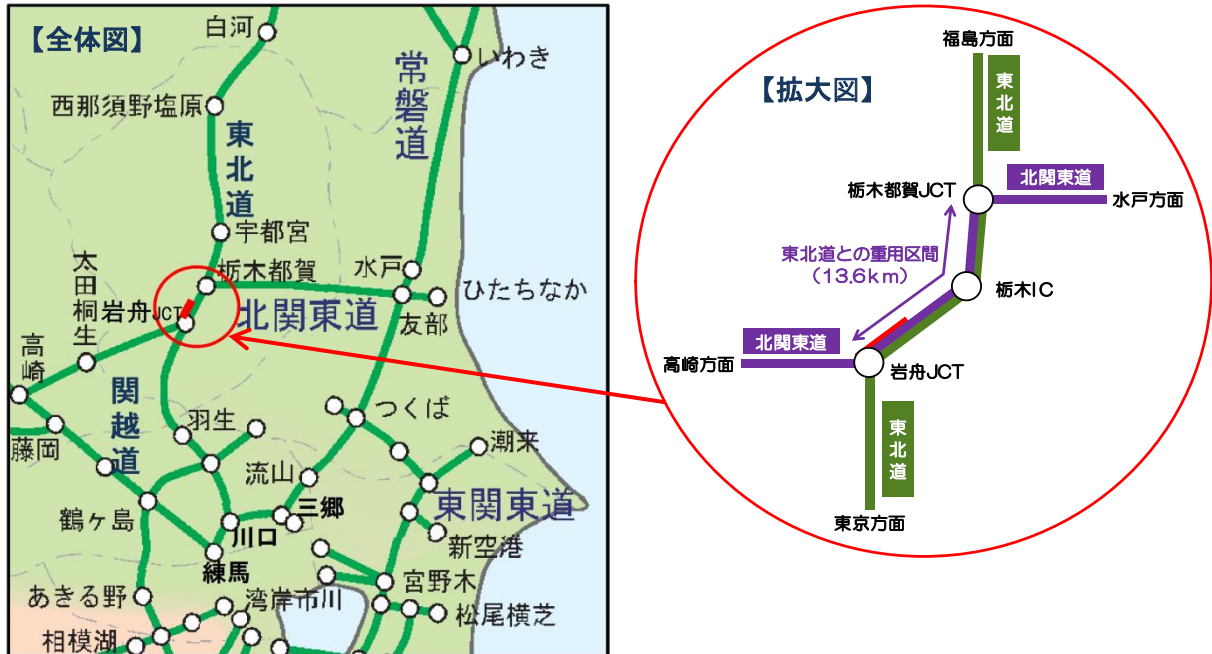 【全体図】
白河
いわき
常磐道
西那須野塩原
東北道
宇都宮
栃木都賀
水戸
ひたちなか
太田桐生
岩舟JCT
北関東道
友部
高崎
関越道
藤岡
羽生
つくば
潮来
流山
三郷
東関東道
鶴ヶ島
川口
新空港
練馬
宮野木
あきる野
湾岸市川
松尾横芝
相模湖
【拡大図】
福島方面
東北道
栃木都賀JCT
北関東道
水戸方面
東北道との重用区間
（13.6km）
栃木IC
北関東道
高崎方面
岩舟JCT
東北道
東京方面